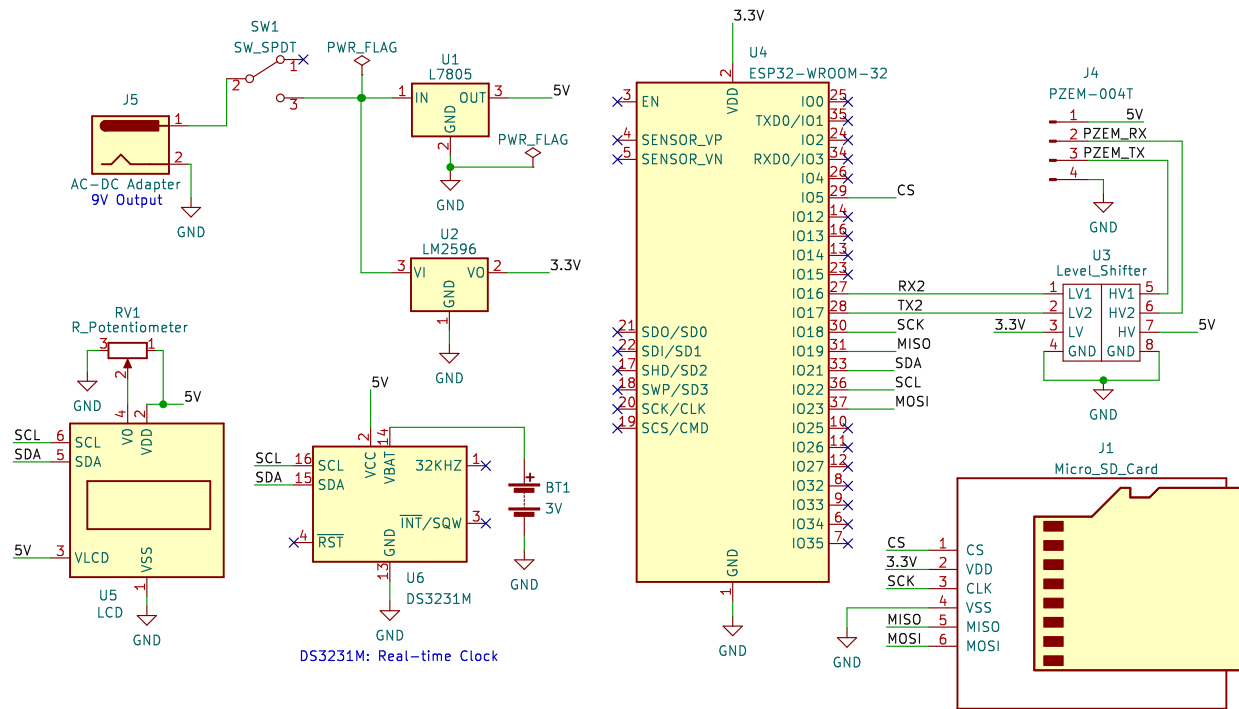 SW1
SW_SPDT
1
2
3
PWR_FLAG
J5
1
2
AC-DC Adapter
9V Output
GND
U1
L7805
1 IN OUT 3 5V
GND
2
PWR_FLAG
GND
U2
LM2596
3 VI VO 2 3.3V
GND
1
GND
RV1
R_Potentiometer
3 1
2
GND
5V
4 2
V0 VDD
SCL 6 SCL
SDA 5 SDA
5V 3 VLCD
VSS
1
U5
LCD
GND
5V
2 14
VCC VBAT
SCL 16 SCL
SDA 15 SDA
32KHZ 1
INT/SQW 3
4 RST
GND
13
U6
DS3231M
GND
DS3231M: Real-time Clock
+
BT1
3V
GND
3.3V
2
VDD
U4
ESP32-WROOM-32
3 EN
4 SENSOR_VP
5 SENSOR_VN
21 SDO/SD0
22 SDI/SD1
17 SHD/SD2
18 SWP/SD3
20 SCK/CLK
19 SCS/CMD
IO0 25
TXD0/IO1 35
IO2 24
RXD0/IO3 34
IO4 26
IO5 29 CS
IO12 14
IO13 16
IO14 13
IO15 23
IO16 27 RX2
IO17 28 TX2
IO18 30 SCK
IO19 31 MISO
IO21 33 SDA
IO22 36 SCL
IO23 37 MOSI
IO25 10
IO26 11
IO27 12
IO32 8
IO33 9
IO34 6
IO35 7
GND
1
GND
J4
PZEM-004T
1 5V
2 PZEM_RX
3 PZEM_TX
4
GND
U3
Level_Shifter
1 LV1 HV1 5
2 LV2 HV2 6
3.3V 3 LV HV 7 5V
4 GND GND 8
GND
J1
Micro_SD_Card
CS 1 CS
3.3V 2 VDD
SCK 3 CLK
4 VSS
MISO 5 MISO
MOSI 6 MOSI
GND